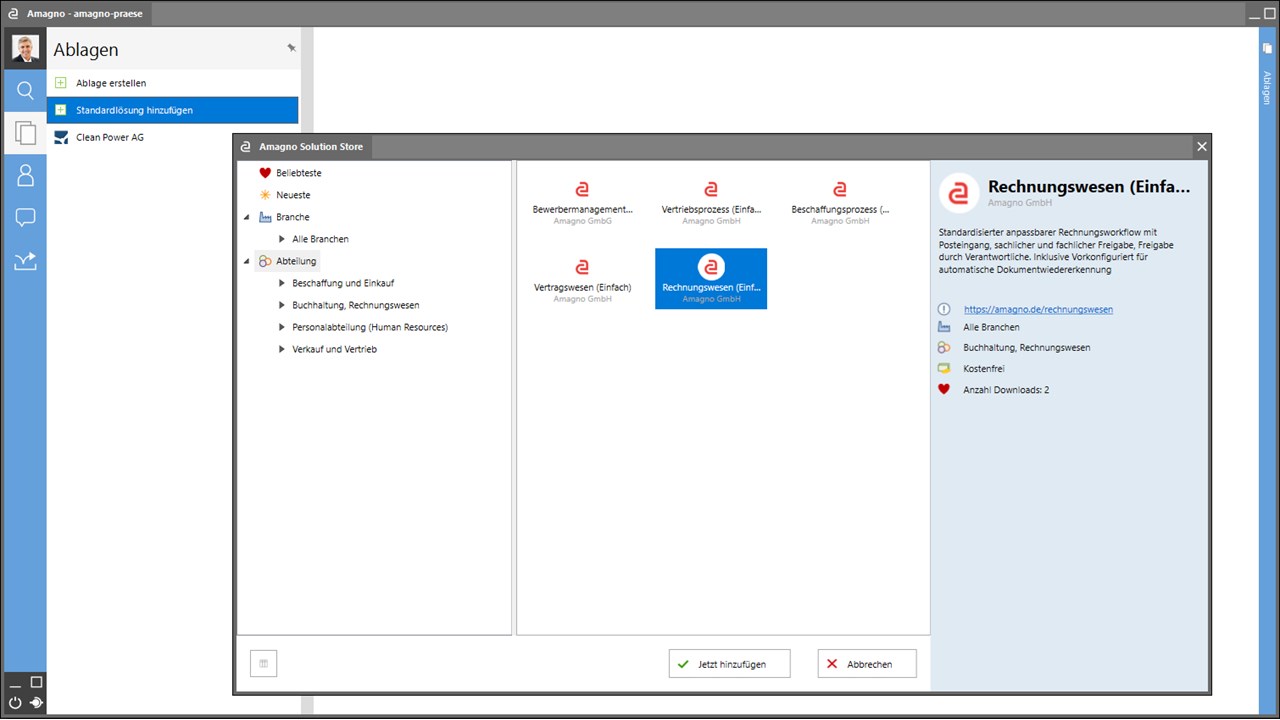 Amagno - amagno-praese
Ablagen
Ablage erstellen
Standardlösung hinzufügen
Clean Power AG
Ablagen
Amagno Solution Store
Beliebteste
Neueste
Branche
Alle Branchen
Abteilung
Beschaffung und Einkauf
Buchhaltung, Rechnungswesen
Personalabteilung (Human Resources)
Verkauf und Vertrieb
Bewerbermanagement...
Amagno GmbG
Vertriebsprozess (Einfa...
Amagno GmbH
Beschaffungsprozess (...
Amagno GmbH
Vertragswesen (Einfach)
Amagno GmbH
Rechnungswesen (Einf...
Amagno GmbH
Rechnungswesen (Einfa...
Amagno GmbH
Standardisierter anpassbarer Rechnungsworkflow mit
Posteingang, sachlicher und fachlicher Freigabe, Freigabe
durch Verantwortliche. Inklusive Vorkonfiguriert für
automatische Dokumentwiedererkennung
https://amagno.de/rechnungswesen
Alle Branchen
Buchhaltung, Rechnungswesen
Kostenfrei
Anzahl Downloads: 2
Jetzt hinzufügen
Abbrechen